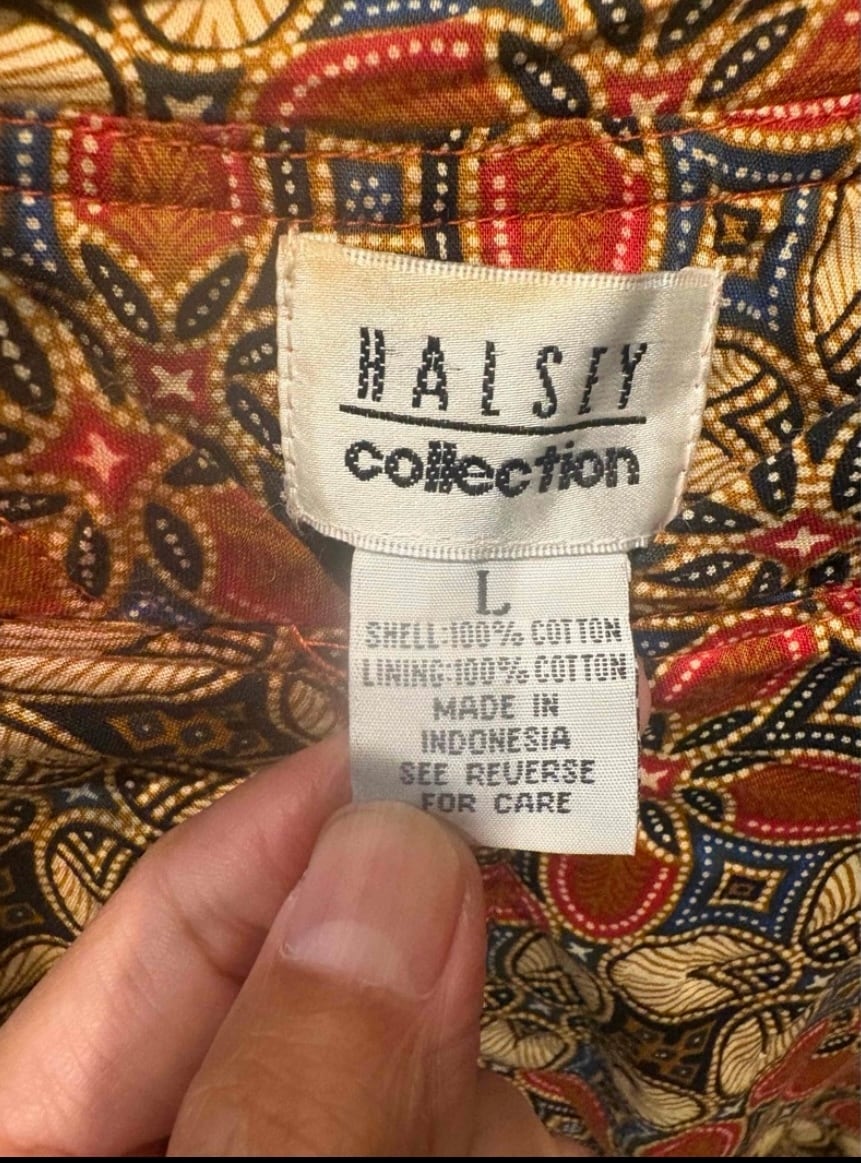 HALSEY
collection
L
SHELL:100% COTTON
LINING:100% COTTON
MADE IN
INDONESIA
SEE REVERSE
FOR CARE